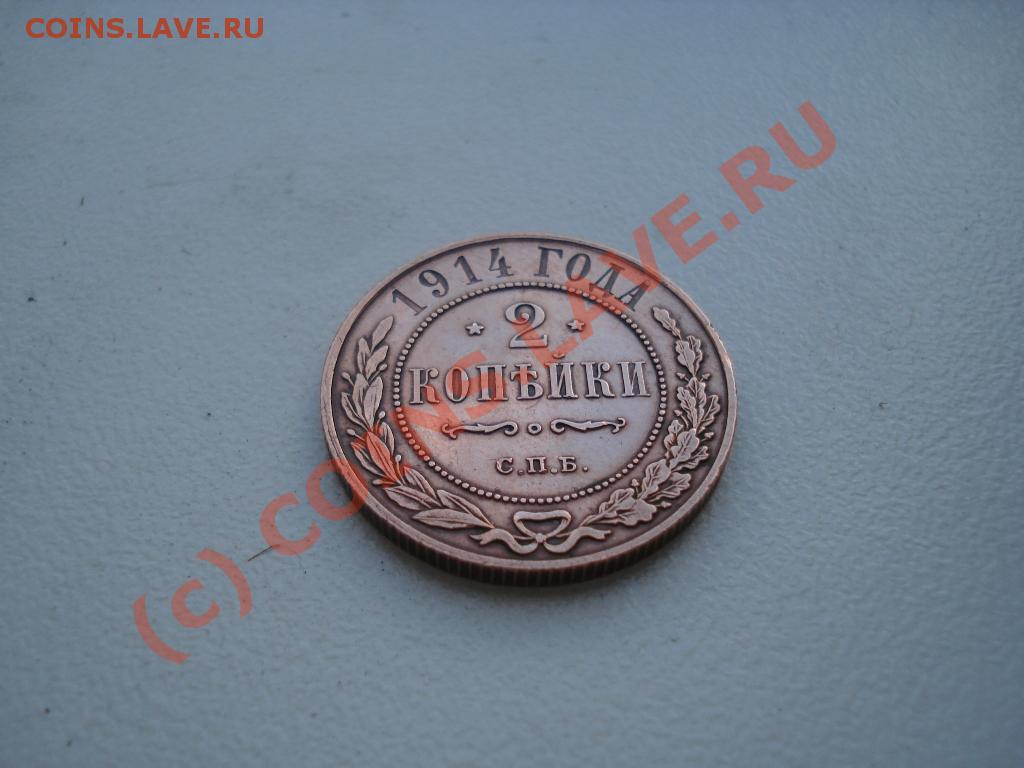 COINS.LAVE.RU
(c) COINS.LAVE.RU
1914 ГОДА
2
КОПѢЙКИ
С.П.Б.